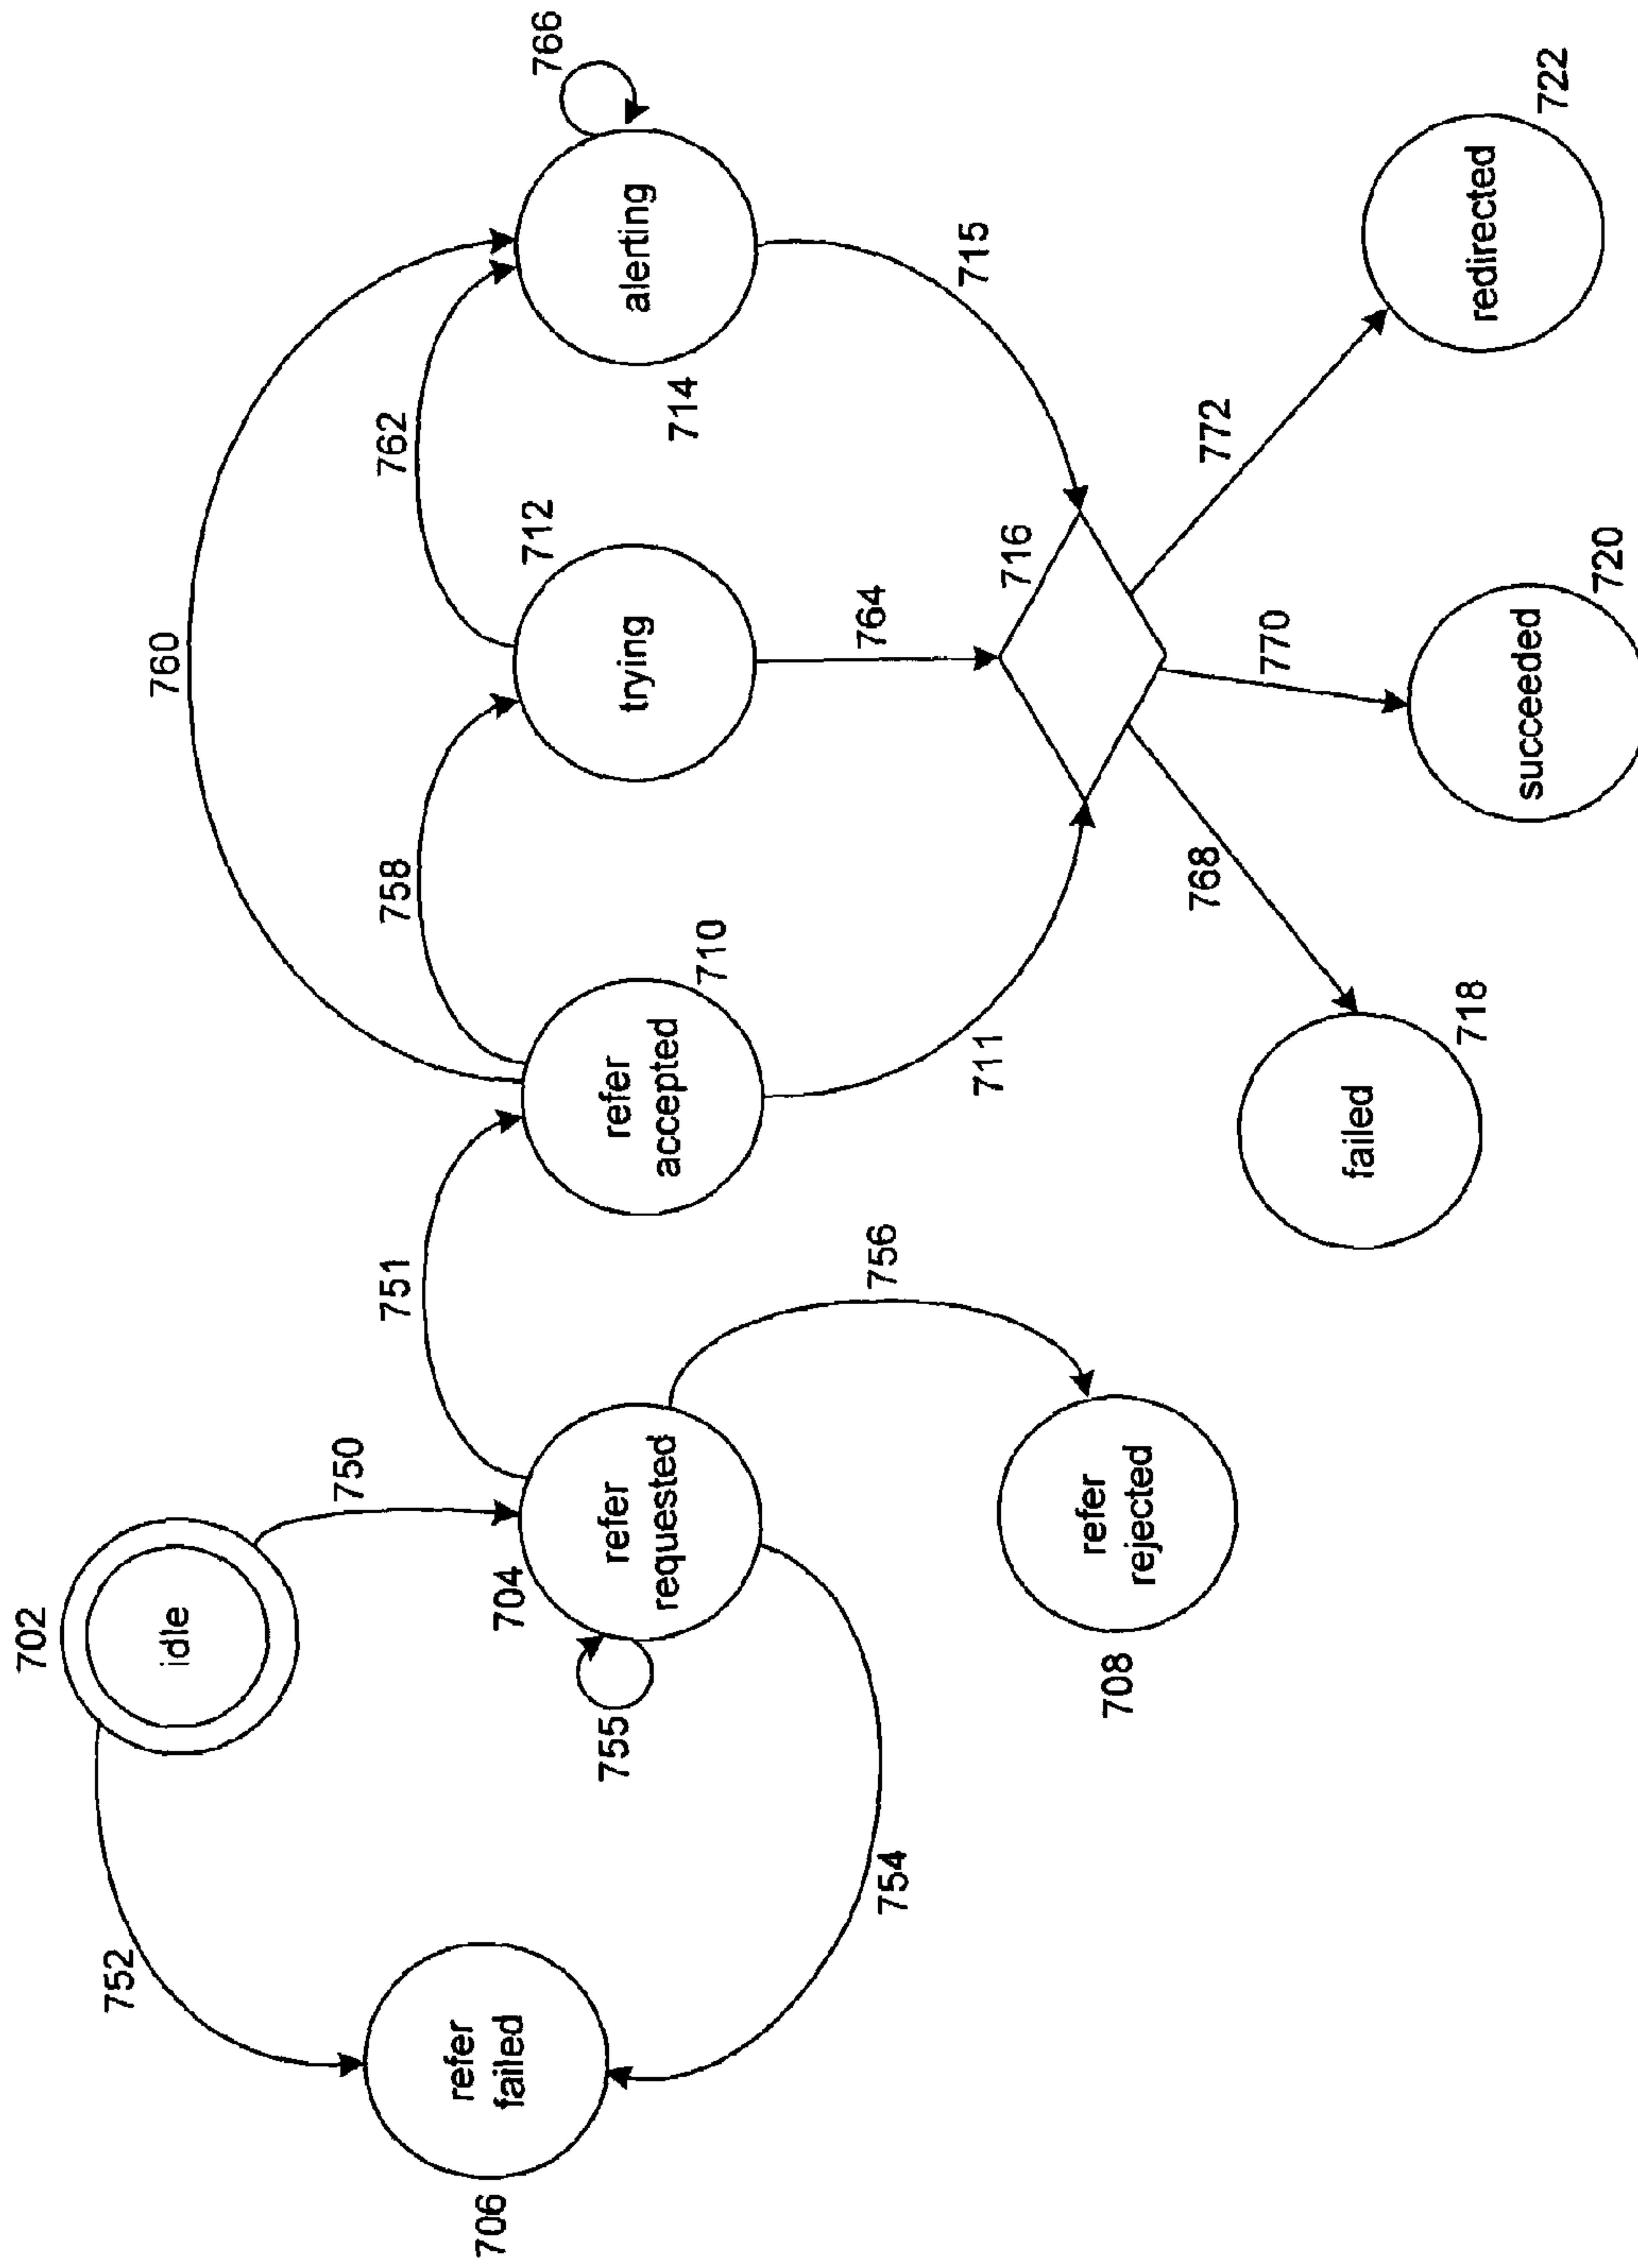 702
752
idle
760
750
751
758
762
refer
failed
706
704
712
766
755
refer
requested
refer
accepted
trying
alerting
714
710
754
756
764
711
715
716
refer
rejected
708
768
772
770
failed
718
succeeded
redirected
720
722